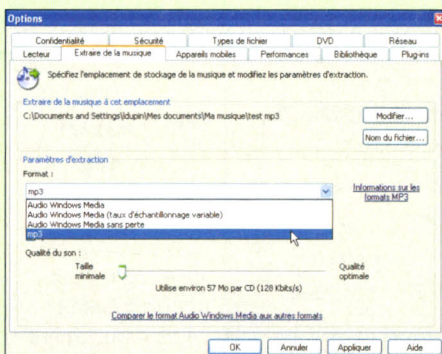 Options
Confidentialité Sécurité Types de fichier DVD Réseau
Lecteur Extraire de la musique Appareils mobiles Performances Bibliothèque Plug-ins
Spécifiez l'emplacement de stockage de la musique et modifiez les paramètres d'extraction.
Extraire de la musique à cet emplacement
C:\Documents and Settings\ldupin\Mes documents\Ma musique\test mp3
Modifier...
Nom du fichier...
Paramètres d'extraction
Format :
mp3
Informations sur les
formats MP3
Audio Windows Media
Audio Windows Media (taux d'échantillonnage variable)
Audio Windows Media sans perte
mp3
Qualité du son :
Taille
minimale
Qualité
optimale
Utilise environ 57 Mo par CD (128 Kbits/s)
Comparer le format Audio Windows Media aux autres formats
OK Annuler Appliquer Aide